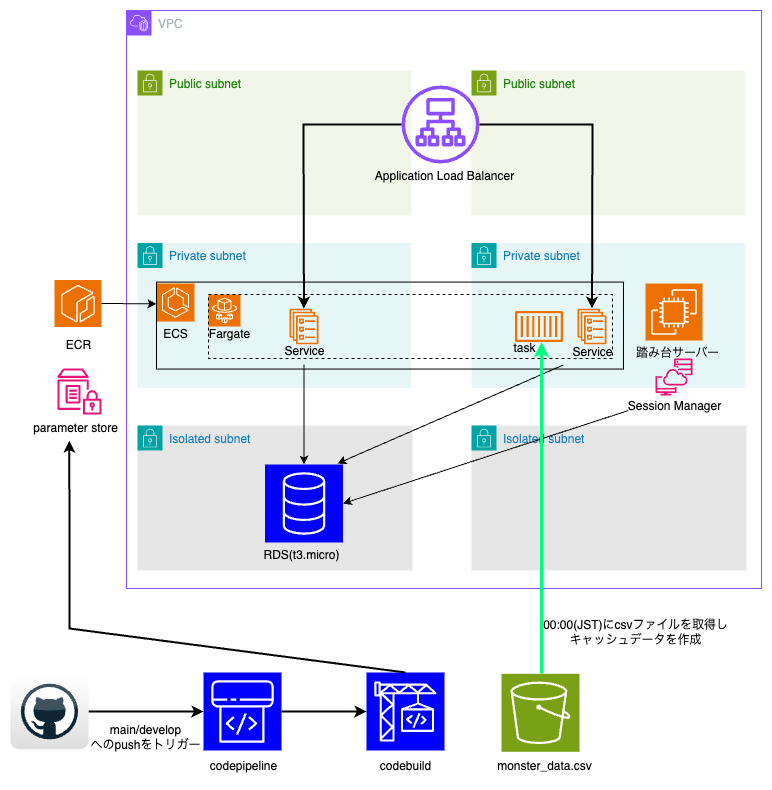 VPC
Public subnet
Public subnet
Application Load Balancer
Private subnet
Private subnet
ECR
ECS
Fargate
Service
task
Service
踏み台サーバー
Session Manager
parameter store
Isolated subnet
Isolated subnet
RDS(t3.micro)
00:00(JST)にcsvファイルを取得し
キャッシュデータを作成
main/develop
へのpushをトリガー
codepipeline
codebuild
monster_data.csv